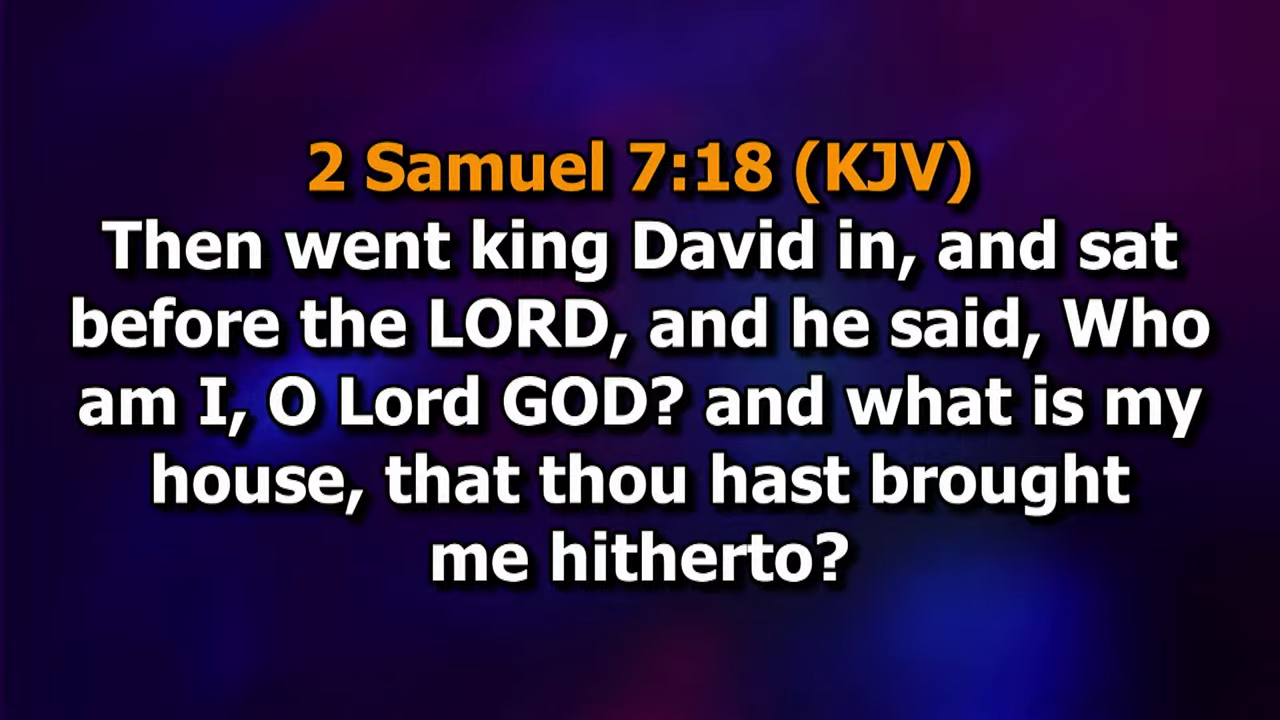 2 Samuel 7:18 (KJV)
Then went king David in, and sat
before the LORD, and he said, Who
am I, O Lord GOD? and what is my
house, that thou hast brought
me hitherto?